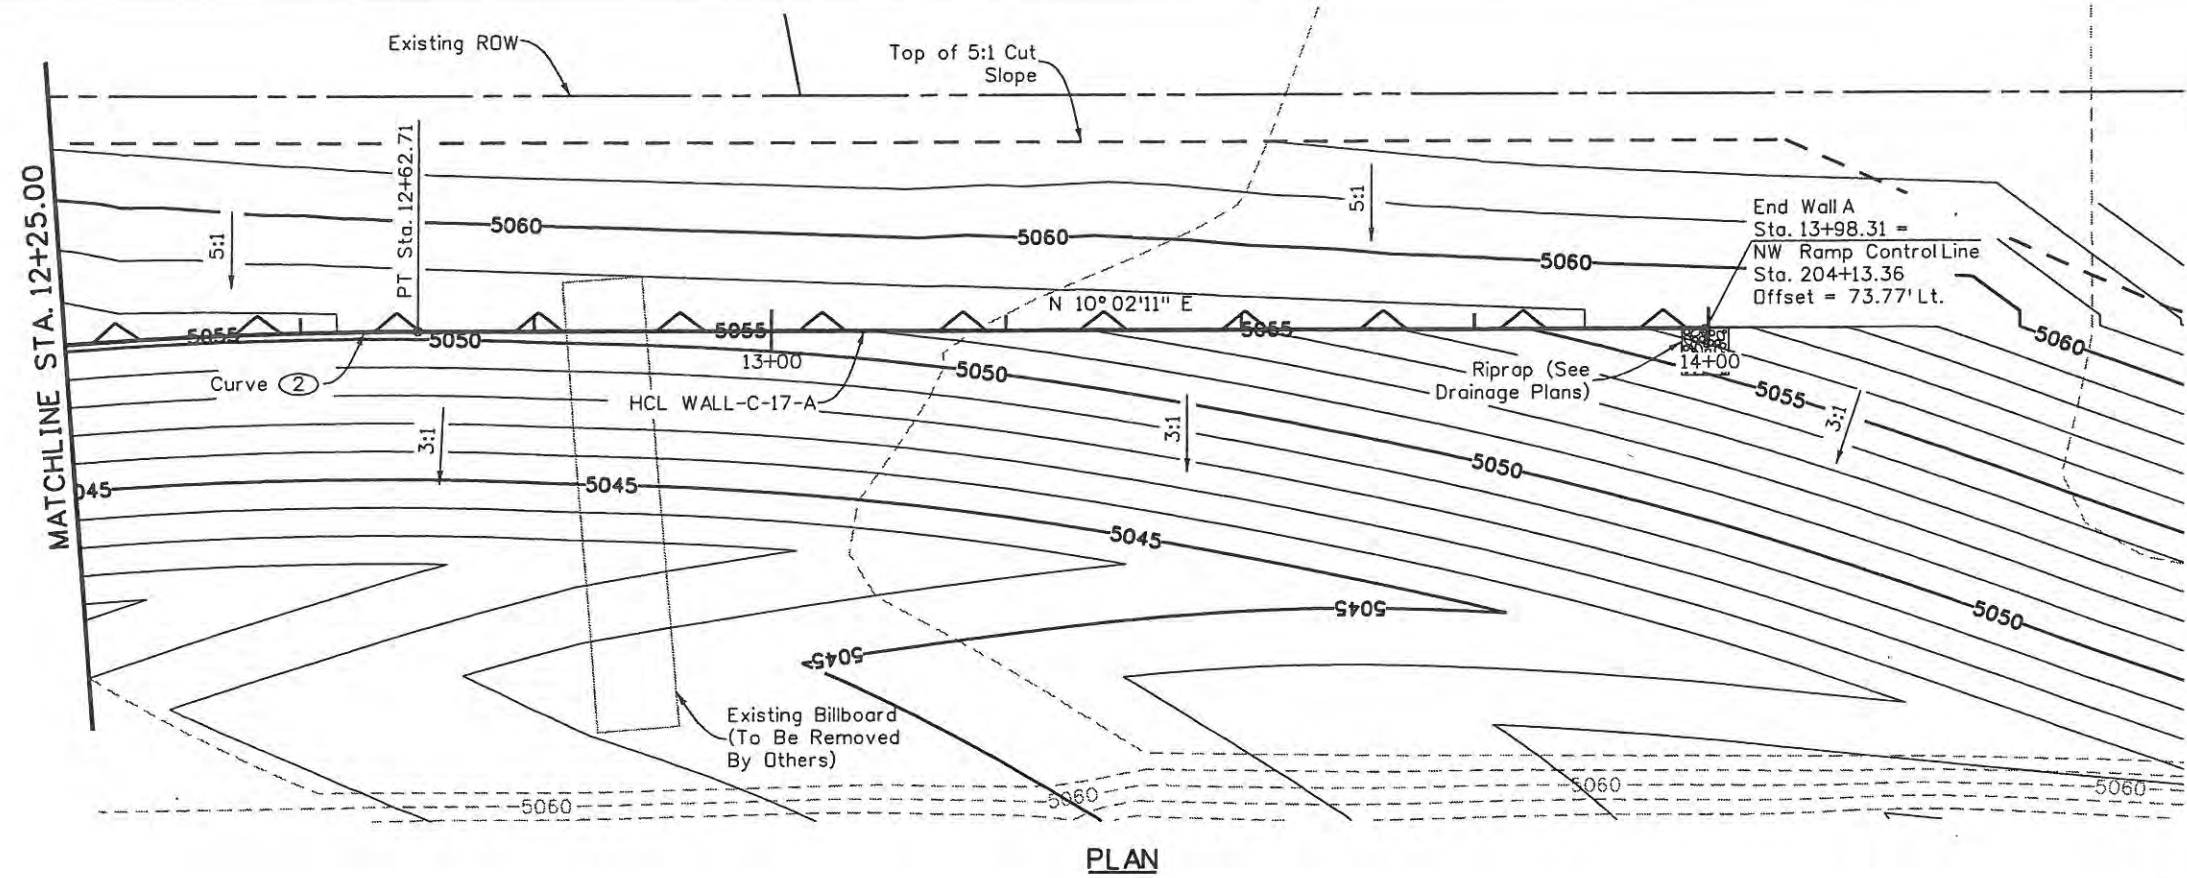 Existing ROW
Top of 5:1 Cut
Slope
MATCHLINE STA. 12+25.00
PT Sta. 12+62.71
5:1
5:1
End Wall A
Sta. 13+98.31 =
NW Ramp Control Line
Sta. 204+13.36
Offset = 73.77' Lt.
5060
5060
5060
5060
N 10° 02'11" E
5055
5050
5055
5055
13+00
14+00
Curve 2
HCL WALL-C-17-A
5050
Riprap (See
Drainage Plans)
5055
3:1
3:1
3:1
5050
045
5045
5045
5045
5045
5050
Existing Billboard
(To Be Removed
By Others)
5060
5060
5060
5060
PLAN